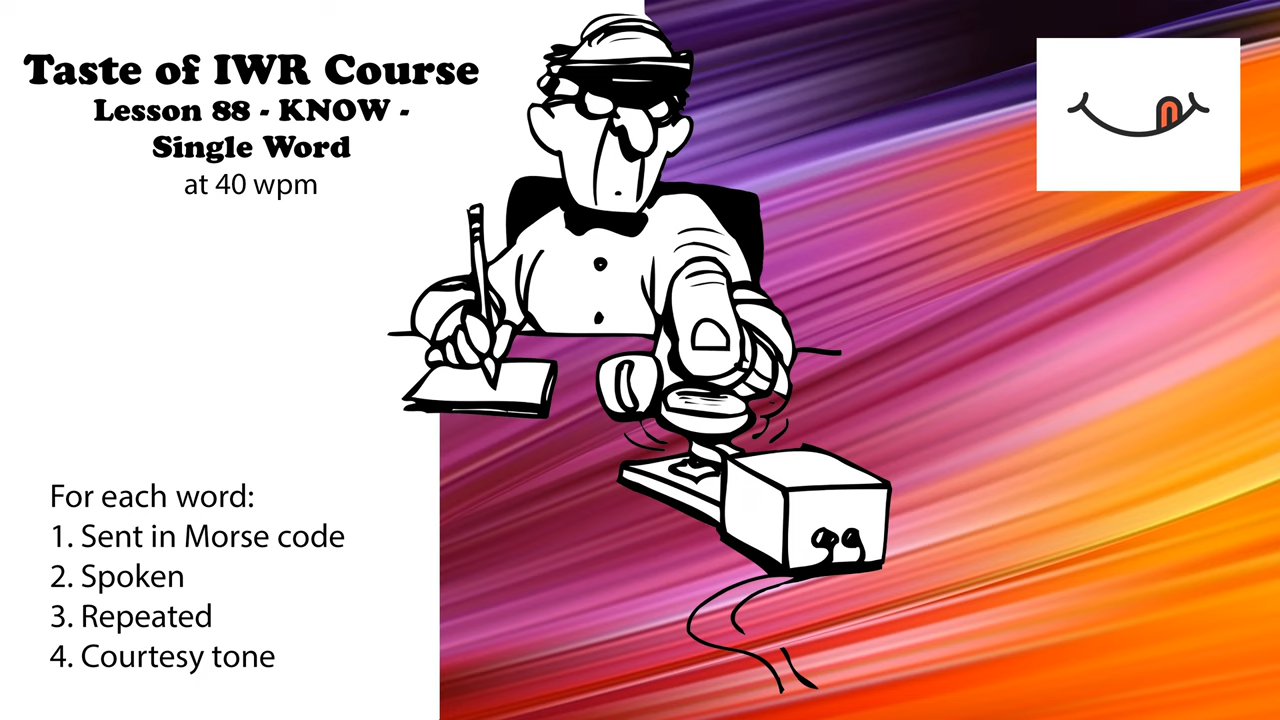 Taste of IWR Course
Lesson 88 - KNOW -
Single Word
at 40 wpm
For each word:
1. Sent in Morse code
2. Spoken
3. Repeated
4. Courtesy tone